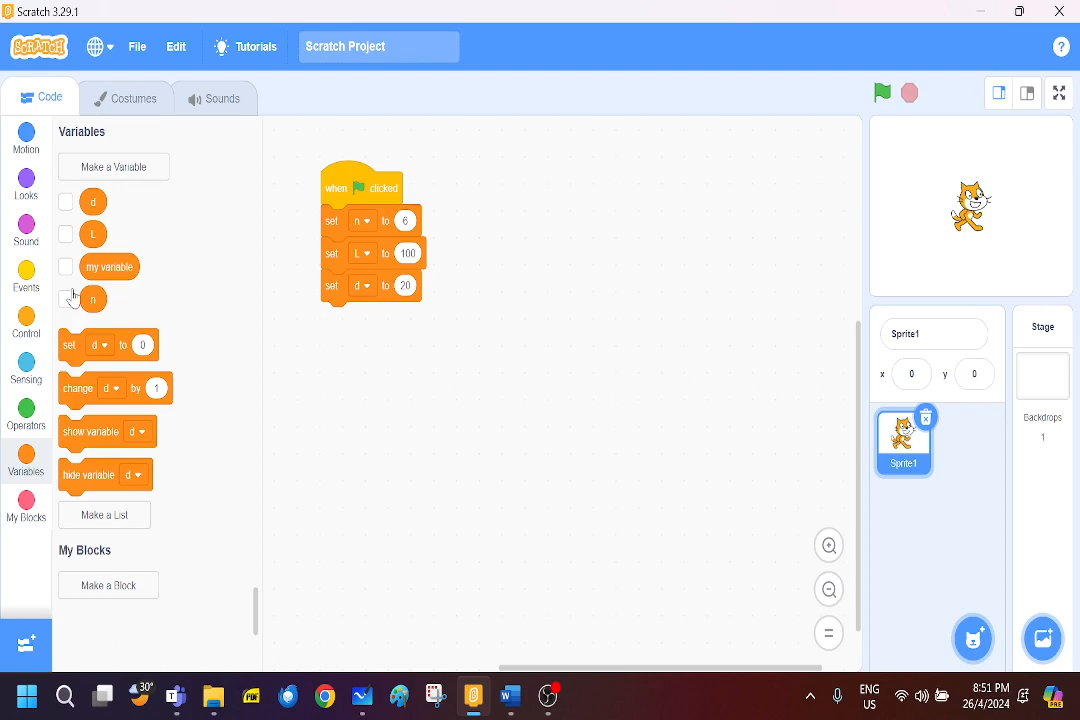 Scratch 3.29.1
SCRATCH
File
Edit
Tutorials
Scratch Project
?
Code
Costumes
Sounds
Motion
Looks
Sound
Events
Control
Sensing
Operators
Variables
My Blocks
Variables
Make a Variable
d
L
my variable
n
set d to 0
change d by 1
show variable d
hide variable d
Make a List
My Blocks
Make a Block
when clicked
set n to 6
set L to 100
set d to 20
Sprite1
x 0 y 0
Sprite1
Stage
Backdrops
1
30°
PDF
ENG
US
8:51 PM
26/4/2024
PRE